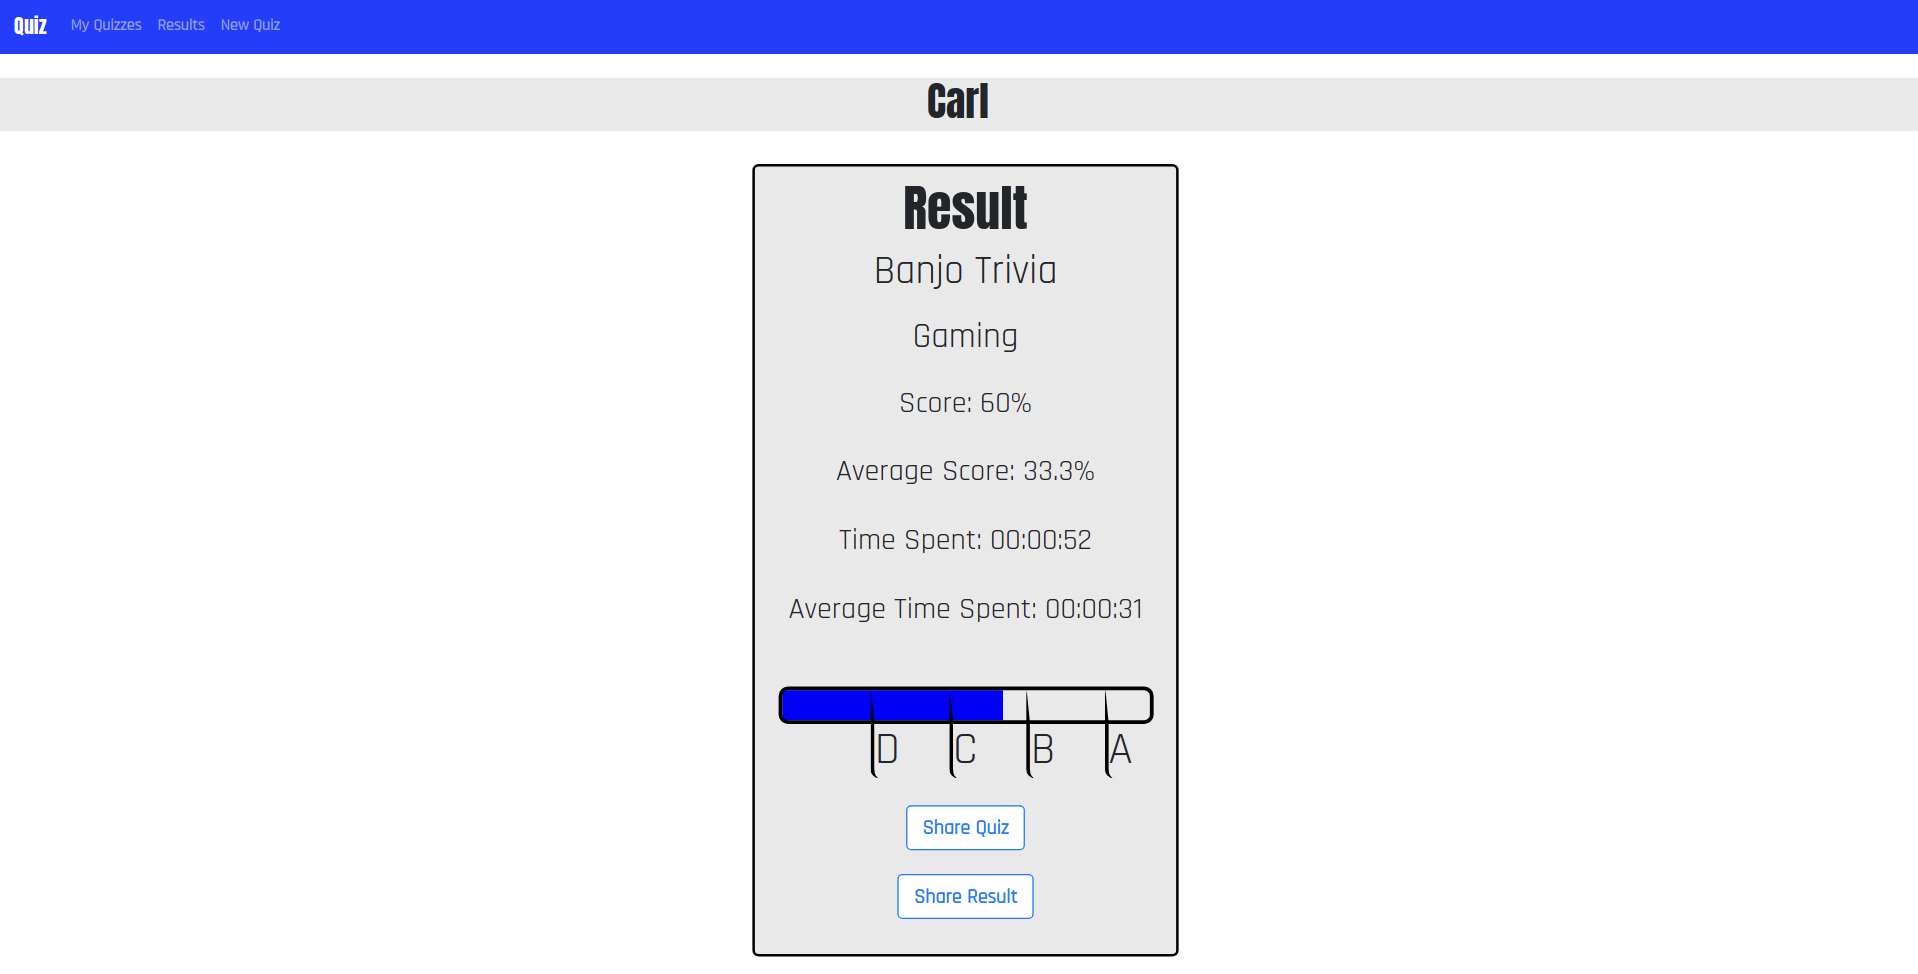 Quiz My Quizzes Results New Quiz
Carl
Result
Banjo Trivia
Gaming
Score: 60%
Average Score: 33.3%
Time Spent: 00:00:52
Average Time Spent: 00:00:31
D C B A
Share Quiz
Share Result